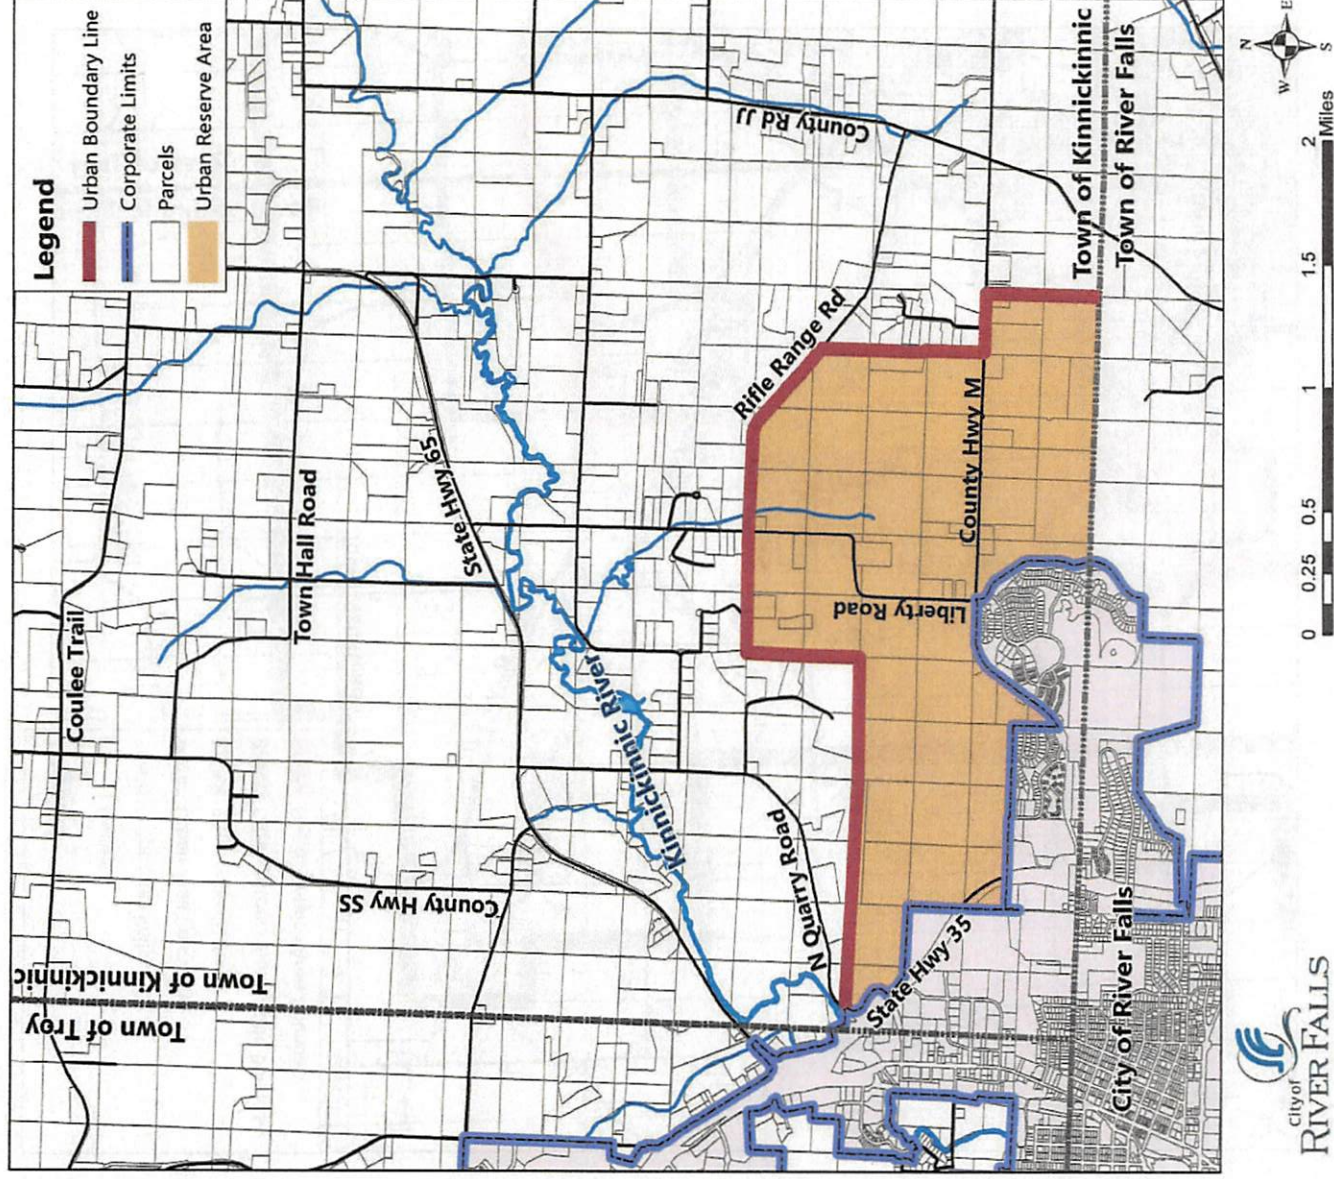 Legend
Urban Boundary Line
Corporate Limits
Parcels
Urban Reserve Area
Coulee Trail
Town Hall Road
State Hwy 65
County Rd JJ
Rifle Range Rd
County Hwy M
Liberty Road
Kinnickinnic River
N Quarry Road
County Hwy SS
State Hwy 35
Town of Kinnickinnic
Town of Troy
Town of Kinnickinnic
Town of River Falls
City of River Falls
City of
RIVER FALLS
0 0.25 0.5 1 1.5 2
Miles
N
W E
S